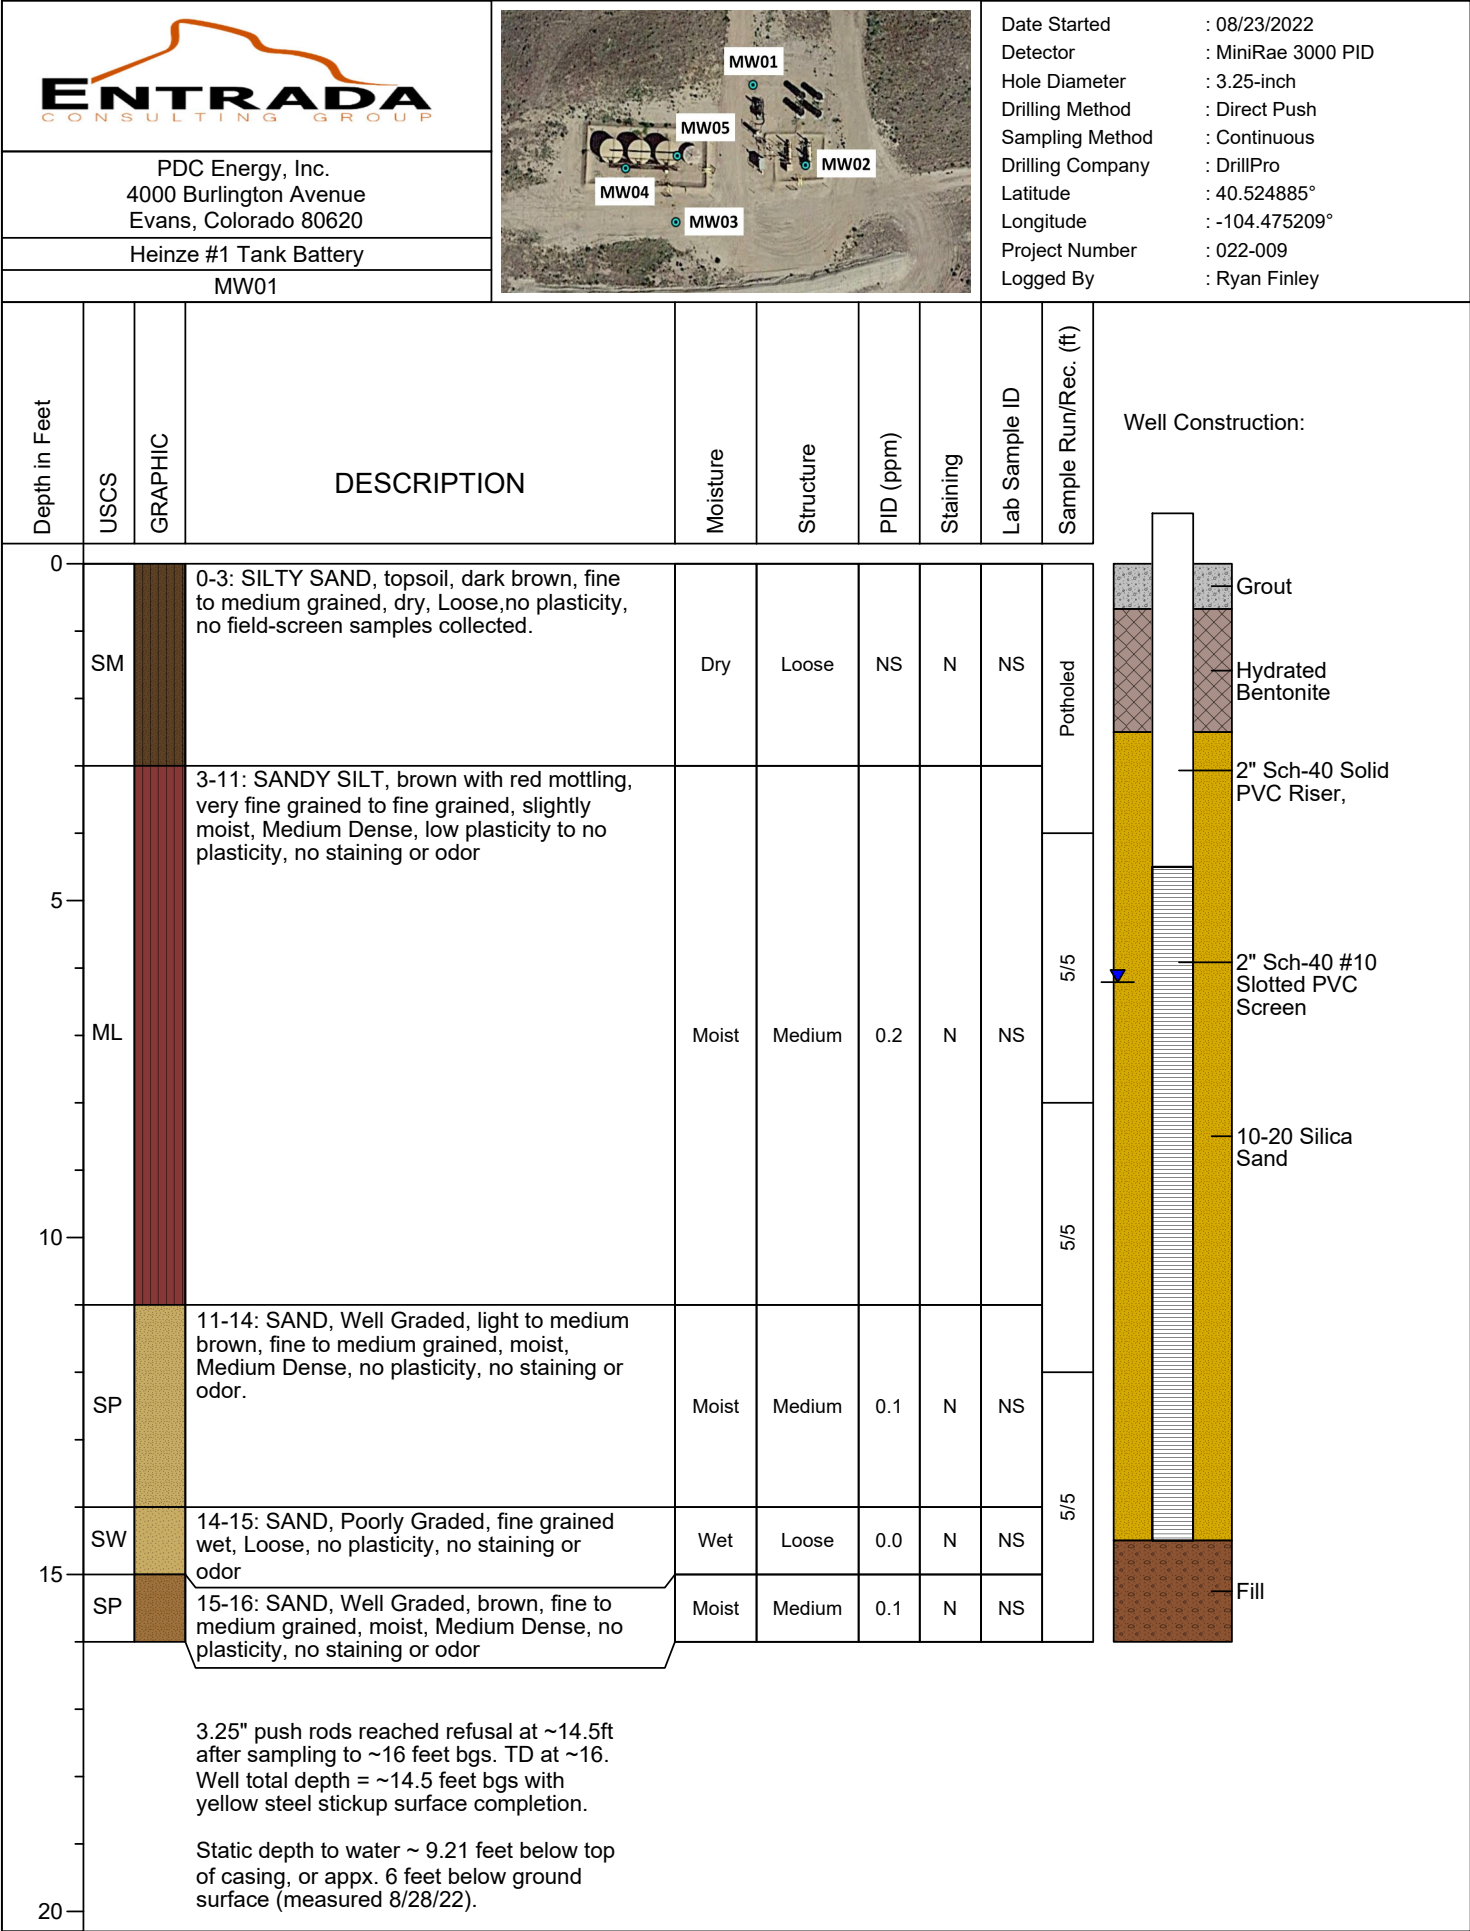 ENTRADA
CONSULTING GROUP
PDC Energy, Inc.
4000 Burlington Avenue
Evans, Colorado 80620
Heinze #1 Tank Battery
MW01
MW01
MW05
MW02
MW04
MW03
Date Started : 08/23/2022
Detector : MiniRae 3000 PID
Hole Diameter : 3.25-inch
Drilling Method : Direct Push
Sampling Method : Continuous
Drilling Company : DrillPro
Latitude : 40.524885°
Longitude : -104.475209°
Project Number : 022-009
Logged By : Ryan Finley
Depth in Feet
USCS
GRAPHIC
DESCRIPTION
Moisture
Structure
PID (ppm)
Staining
Lab Sample ID
Sample Run/Rec. (ft)
Well Construction:
0
5
10
15
20
SM
0-3: SILTY SAND, topsoil, dark brown, fine
to medium grained, dry, Loose,no plasticity,
no field-screen samples collected.
Dry Loose NS N NS
ML
3-11: SANDY SILT, brown with red mottling,
very fine grained to fine grained, slightly
moist, Medium Dense, low plasticity to no
plasticity, no staining or odor
Moist Medium 0.2 N NS
SP
11-14: SAND, Well Graded, light to medium
brown, fine to medium grained, moist,
Medium Dense, no plasticity, no staining or
odor.
Moist Medium 0.1 N NS
SW
14-15: SAND, Poorly Graded, fine grained
wet, Loose, no plasticity, no staining or
odor
Wet Loose 0.0 N NS
SP
15-16: SAND, Well Graded, brown, fine to
medium grained, moist, Medium Dense, no
plasticity, no staining or odor
Moist Medium 0.1 N NS
Potholed
5/5
5/5
5/5
Grout
Hydrated
Bentonite
2" Sch-40 Solid
PVC Riser,
2" Sch-40 #10
Slotted PVC
Screen
10-20 Silica
Sand
Fill
3.25" push rods reached refusal at ~14.5ft
after sampling to ~16 feet bgs. TD at ~16.
Well total depth = ~14.5 feet bgs with
yellow steel stickup surface completion.
Static depth to water ~ 9.21 feet below top
of casing, or appx. 6 feet below ground
surface (measured 8/28/22).